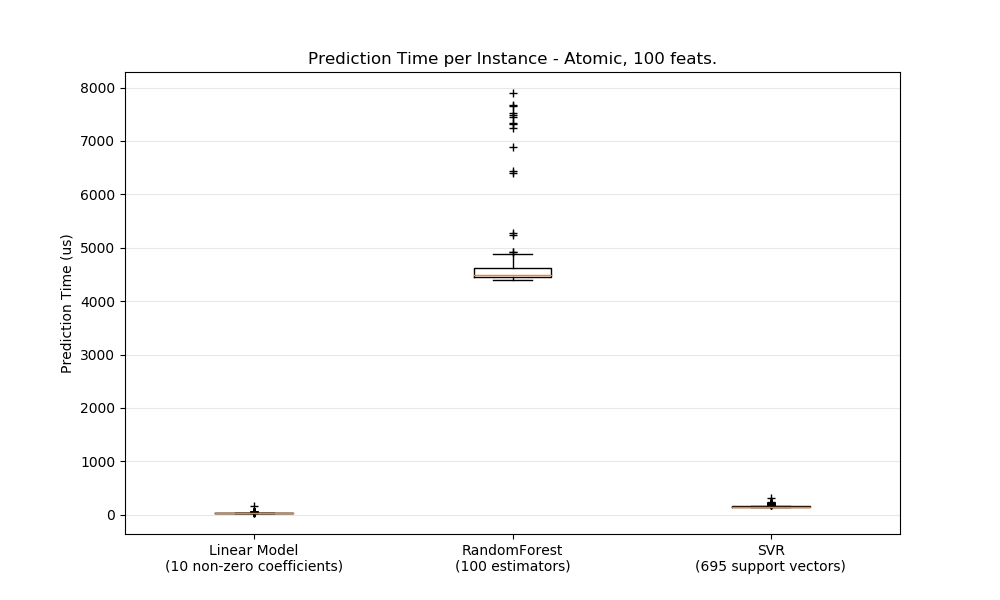 Prediction Time per Instance - Atomic, 100 feats.
Prediction Time (us)
8000
7000
6000
5000
4000
3000
2000
1000
0
Linear Model
(10 non-zero coefficients)
RandomForest
(100 estimators)
SVR
(695 support vectors)